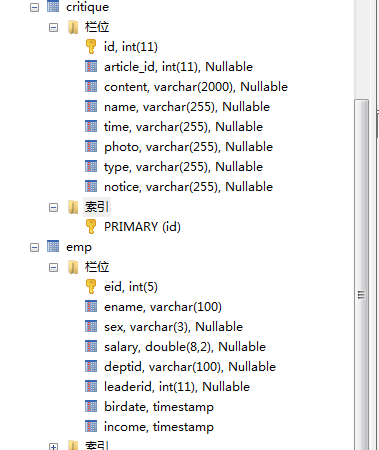 critique
栏位
id, int(11)
article_id, int(11), Nullable
content, varchar(2000), Nullable
name, varchar(255), Nullable
time, varchar(255), Nullable
photo, varchar(255), Nullable
type, varchar(255), Nullable
notice, varchar(255), Nullable
索引
PRIMARY (id)
emp
栏位
eid, int(5)
ename, varchar(100)
sex, varchar(3), Nullable
salary, double(8,2), Nullable
deptid, varchar(100), Nullable
leaderid, int(11), Nullable
birdate, timestamp
income, timestamp
索引